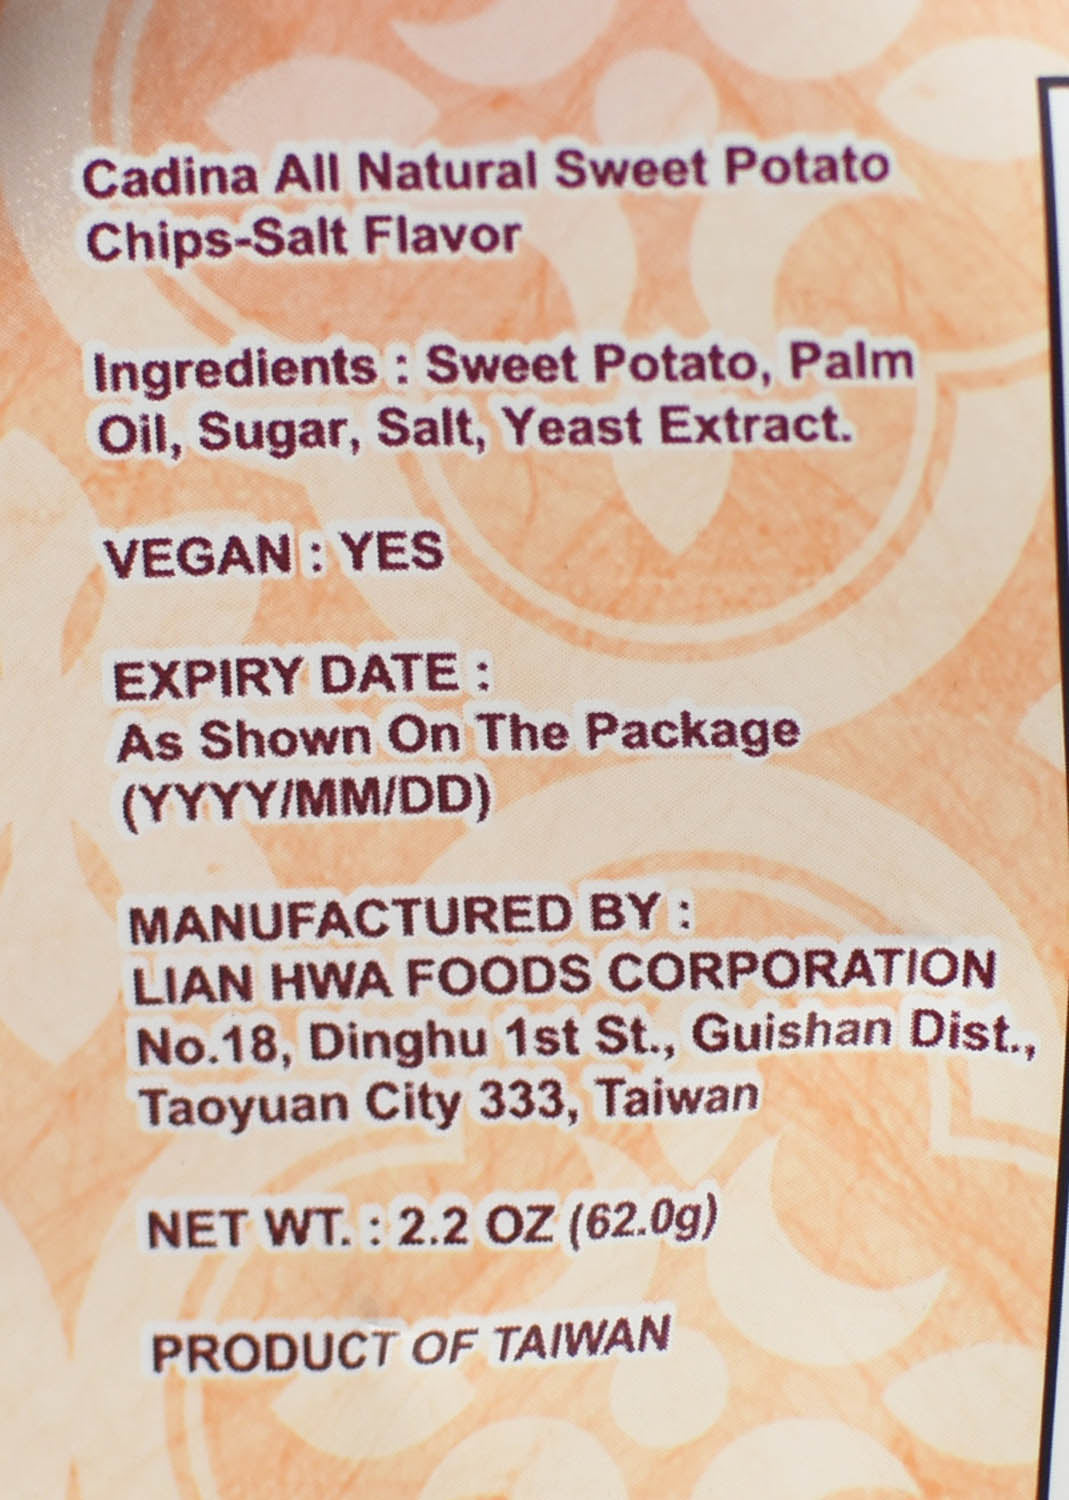 Cadina All Natural Sweet Potato
Chips-Salt Flavor
Ingredients : Sweet Potato, Palm
Oil, Sugar, Salt, Yeast Extract.
VEGAN : YES
EXPIRY DATE :
As Shown On The Package
(YYYY/MM/DD)
MANUFACTURED BY :
LIAN HWA FOODS CORPORATION
No.18, Dinghu 1st St., Guishan Dist.,
Taoyuan City 333, Taiwan
NET WT. : 2.2 OZ (62.0g)
PRODUCT OF TAIWAN